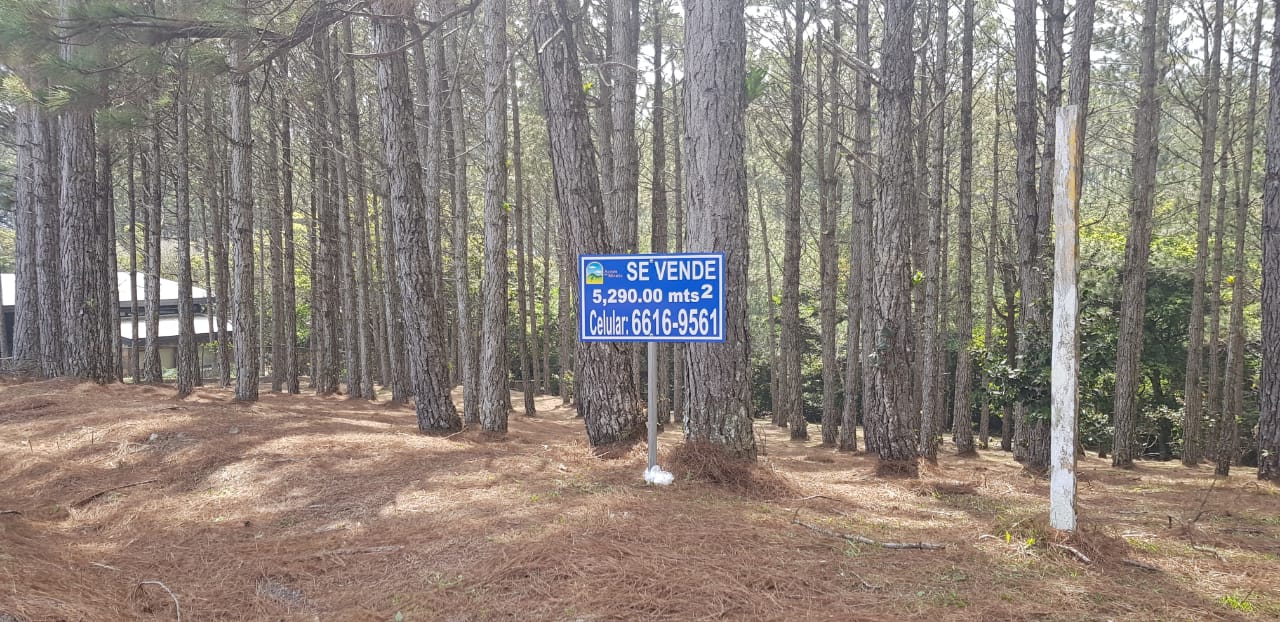 SE VENDE
5,290.00 mts2
Celular: 6616-9561